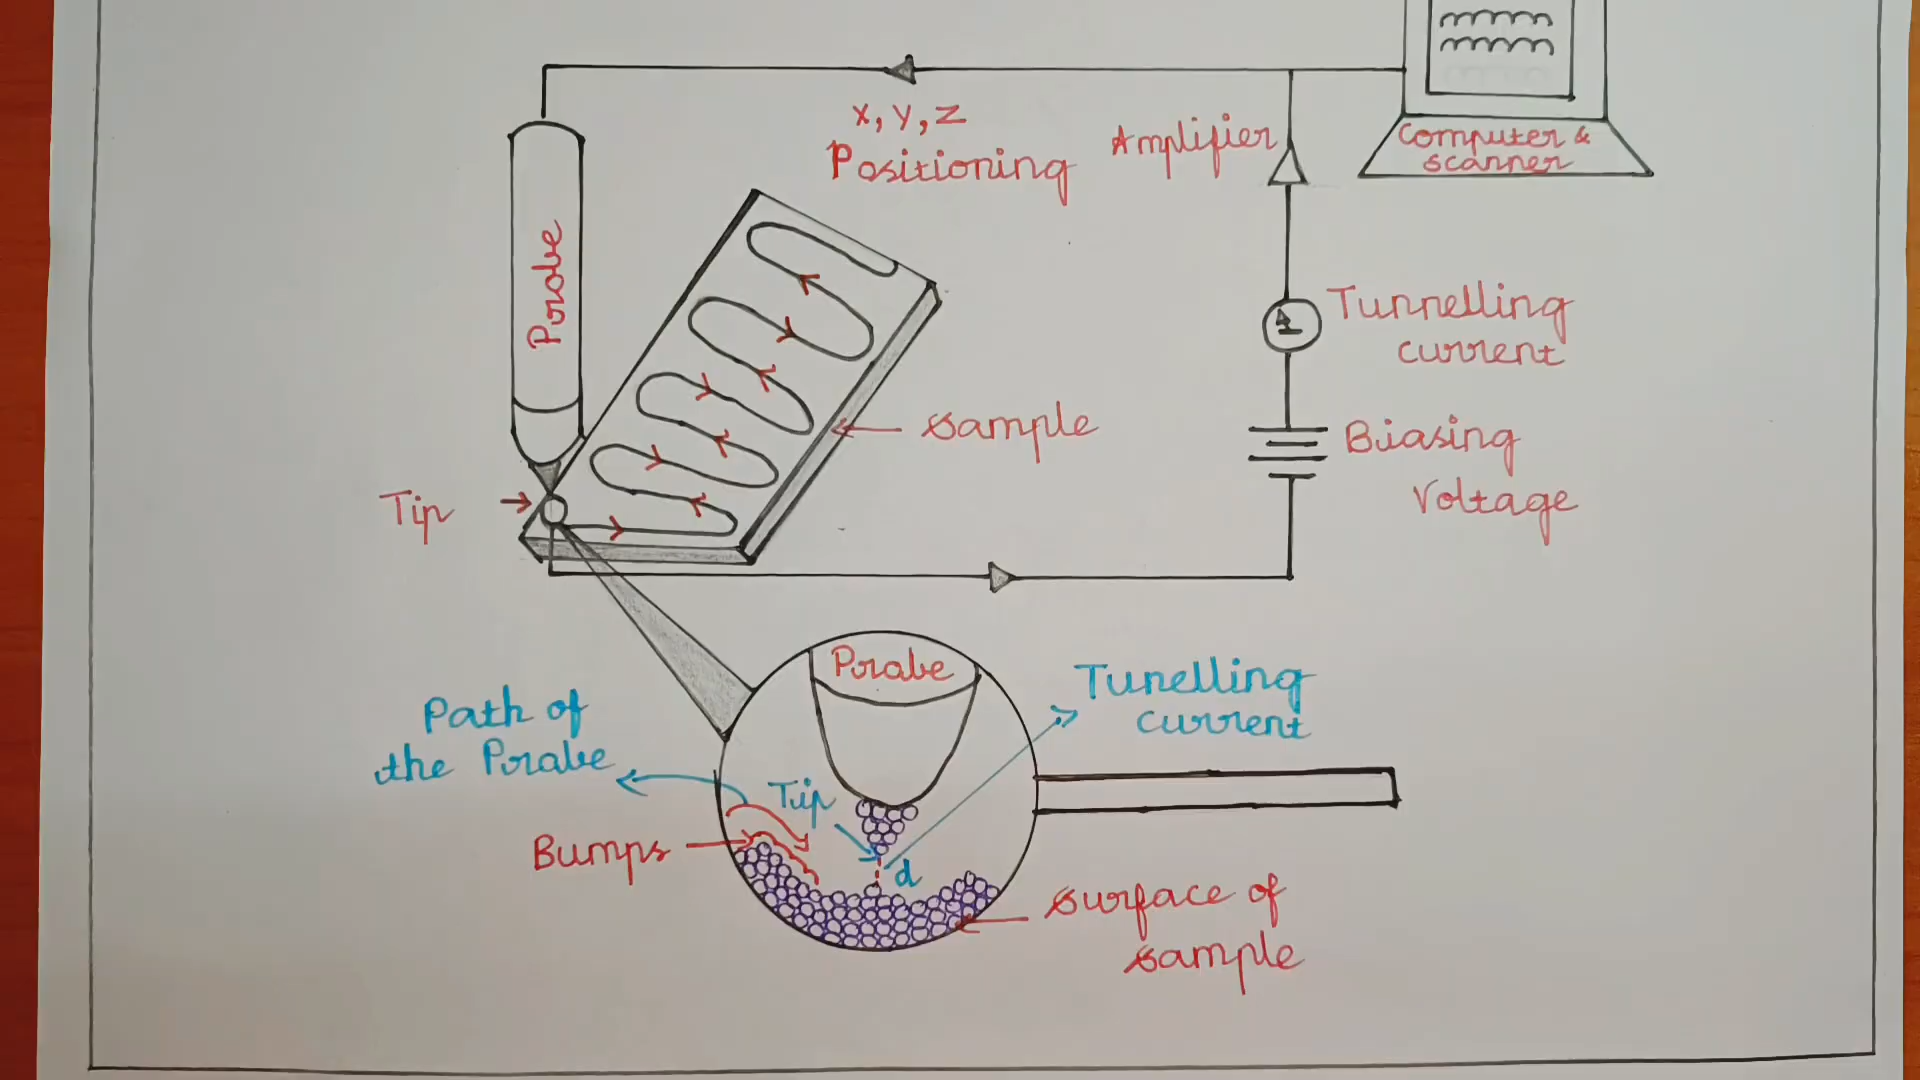 x, y, z
Positioning
Amplifier
Computer &
scanner
Probe
Tunnelling
current
sample
Biasing
Voltage
Tip
Probe
Tunelling
current
Path of
the Probe
Tip
Bumps
d
surface of
sample